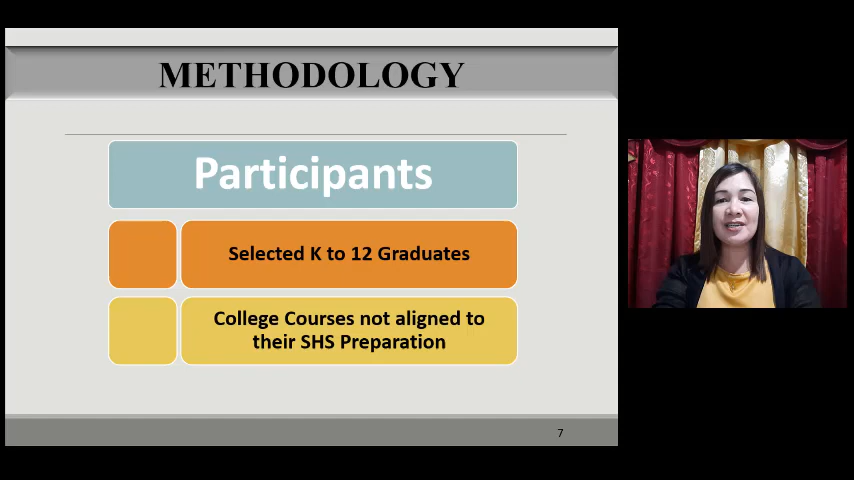 METHODOLOGY
Participants
Selected K to 12 Graduates
College Courses not aligned to
their SHS Preparation
7